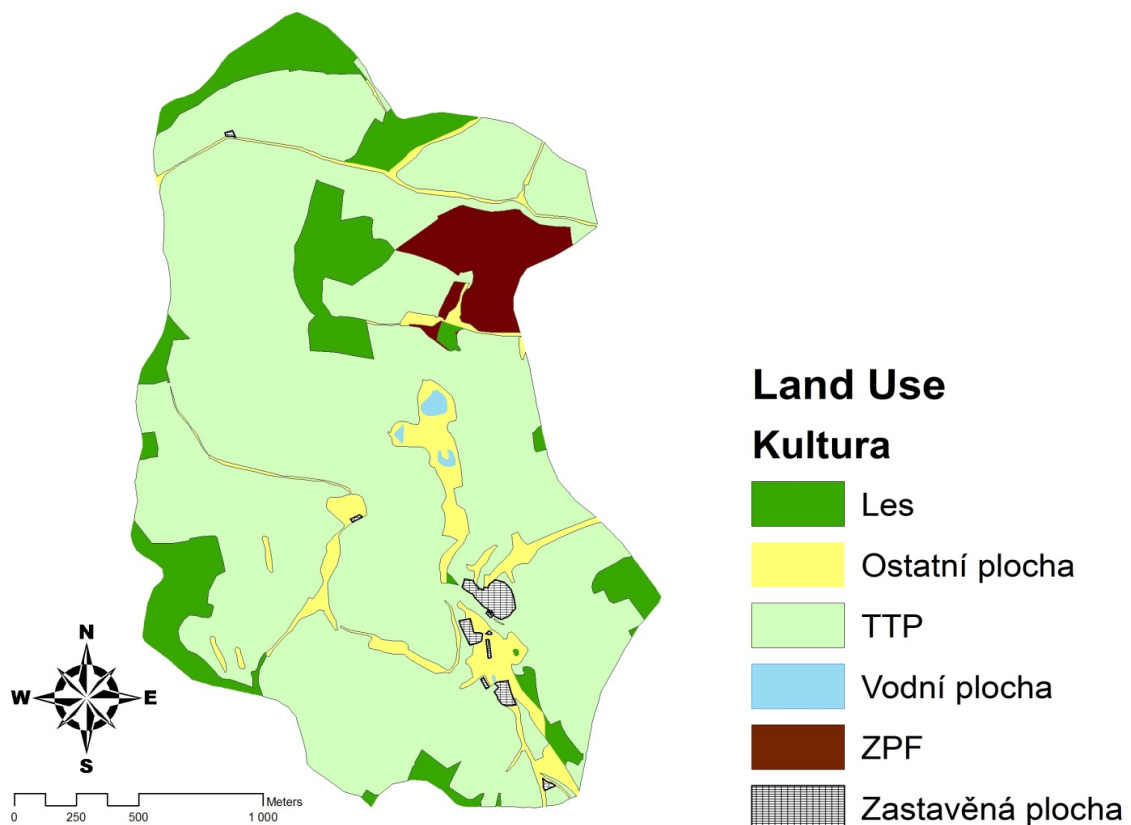 Land Use
Kultura
Les
Ostatní plocha
TTP
Vodní plocha
ZPF
Zastavěná plocha
N
W E
S
Meters
0 250 500 1 000